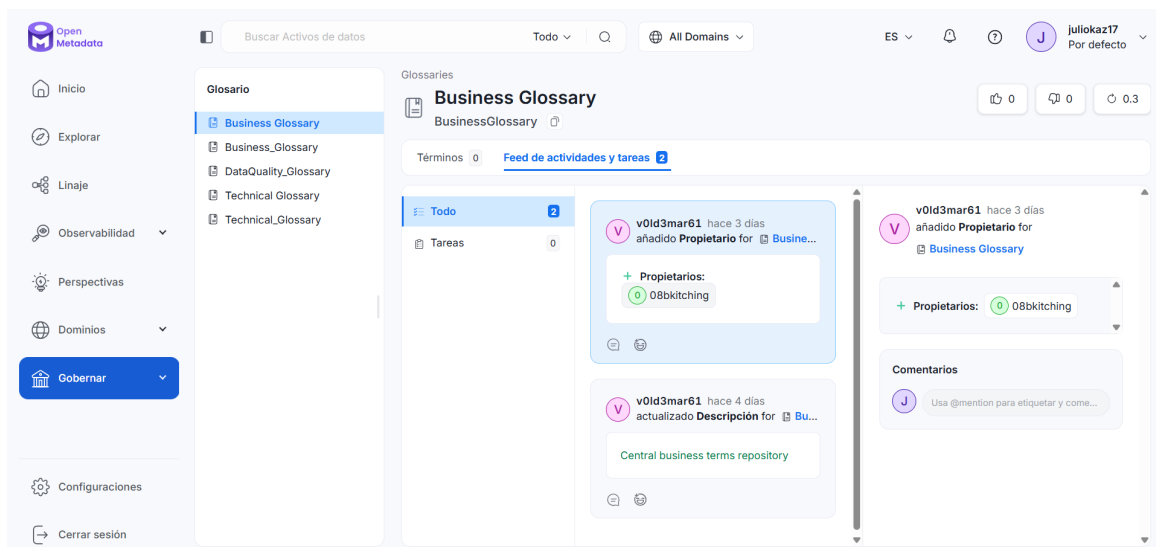 Open
Metadata
Buscar Activos de datos
Todo
All Domains
ES
J
juliokaz17
Por defecto
Inicio
Explorar
Linaje
Observabilidad
Perspectivas
Dominios
Gobernar
Configuraciones
Cerrar sesión
Glosario
Business Glossary
Business_Glossary
DataQuality_Glossary
Technical Glossary
Technical_Glossary
Glossaries
Business Glossary
BusinessGlossary
0
0
0.3
Términos 0
Feed de actividades y tareas 2
Todo 2
Tareas 0
V
v0ld3mar61 hace 3 días
añadido Propietario for Busine...
+ Propietarios:
0 08bkitching
V
v0ld3mar61 hace 4 días
actualizado Descripción for Bu...
Central business terms repository
V
v0ld3mar61 hace 3 días
añadido Propietario for
Business Glossary
+ Propietarios: 0 08bkitching
Comentarios
J
Usa @mention para etiquetar y come...